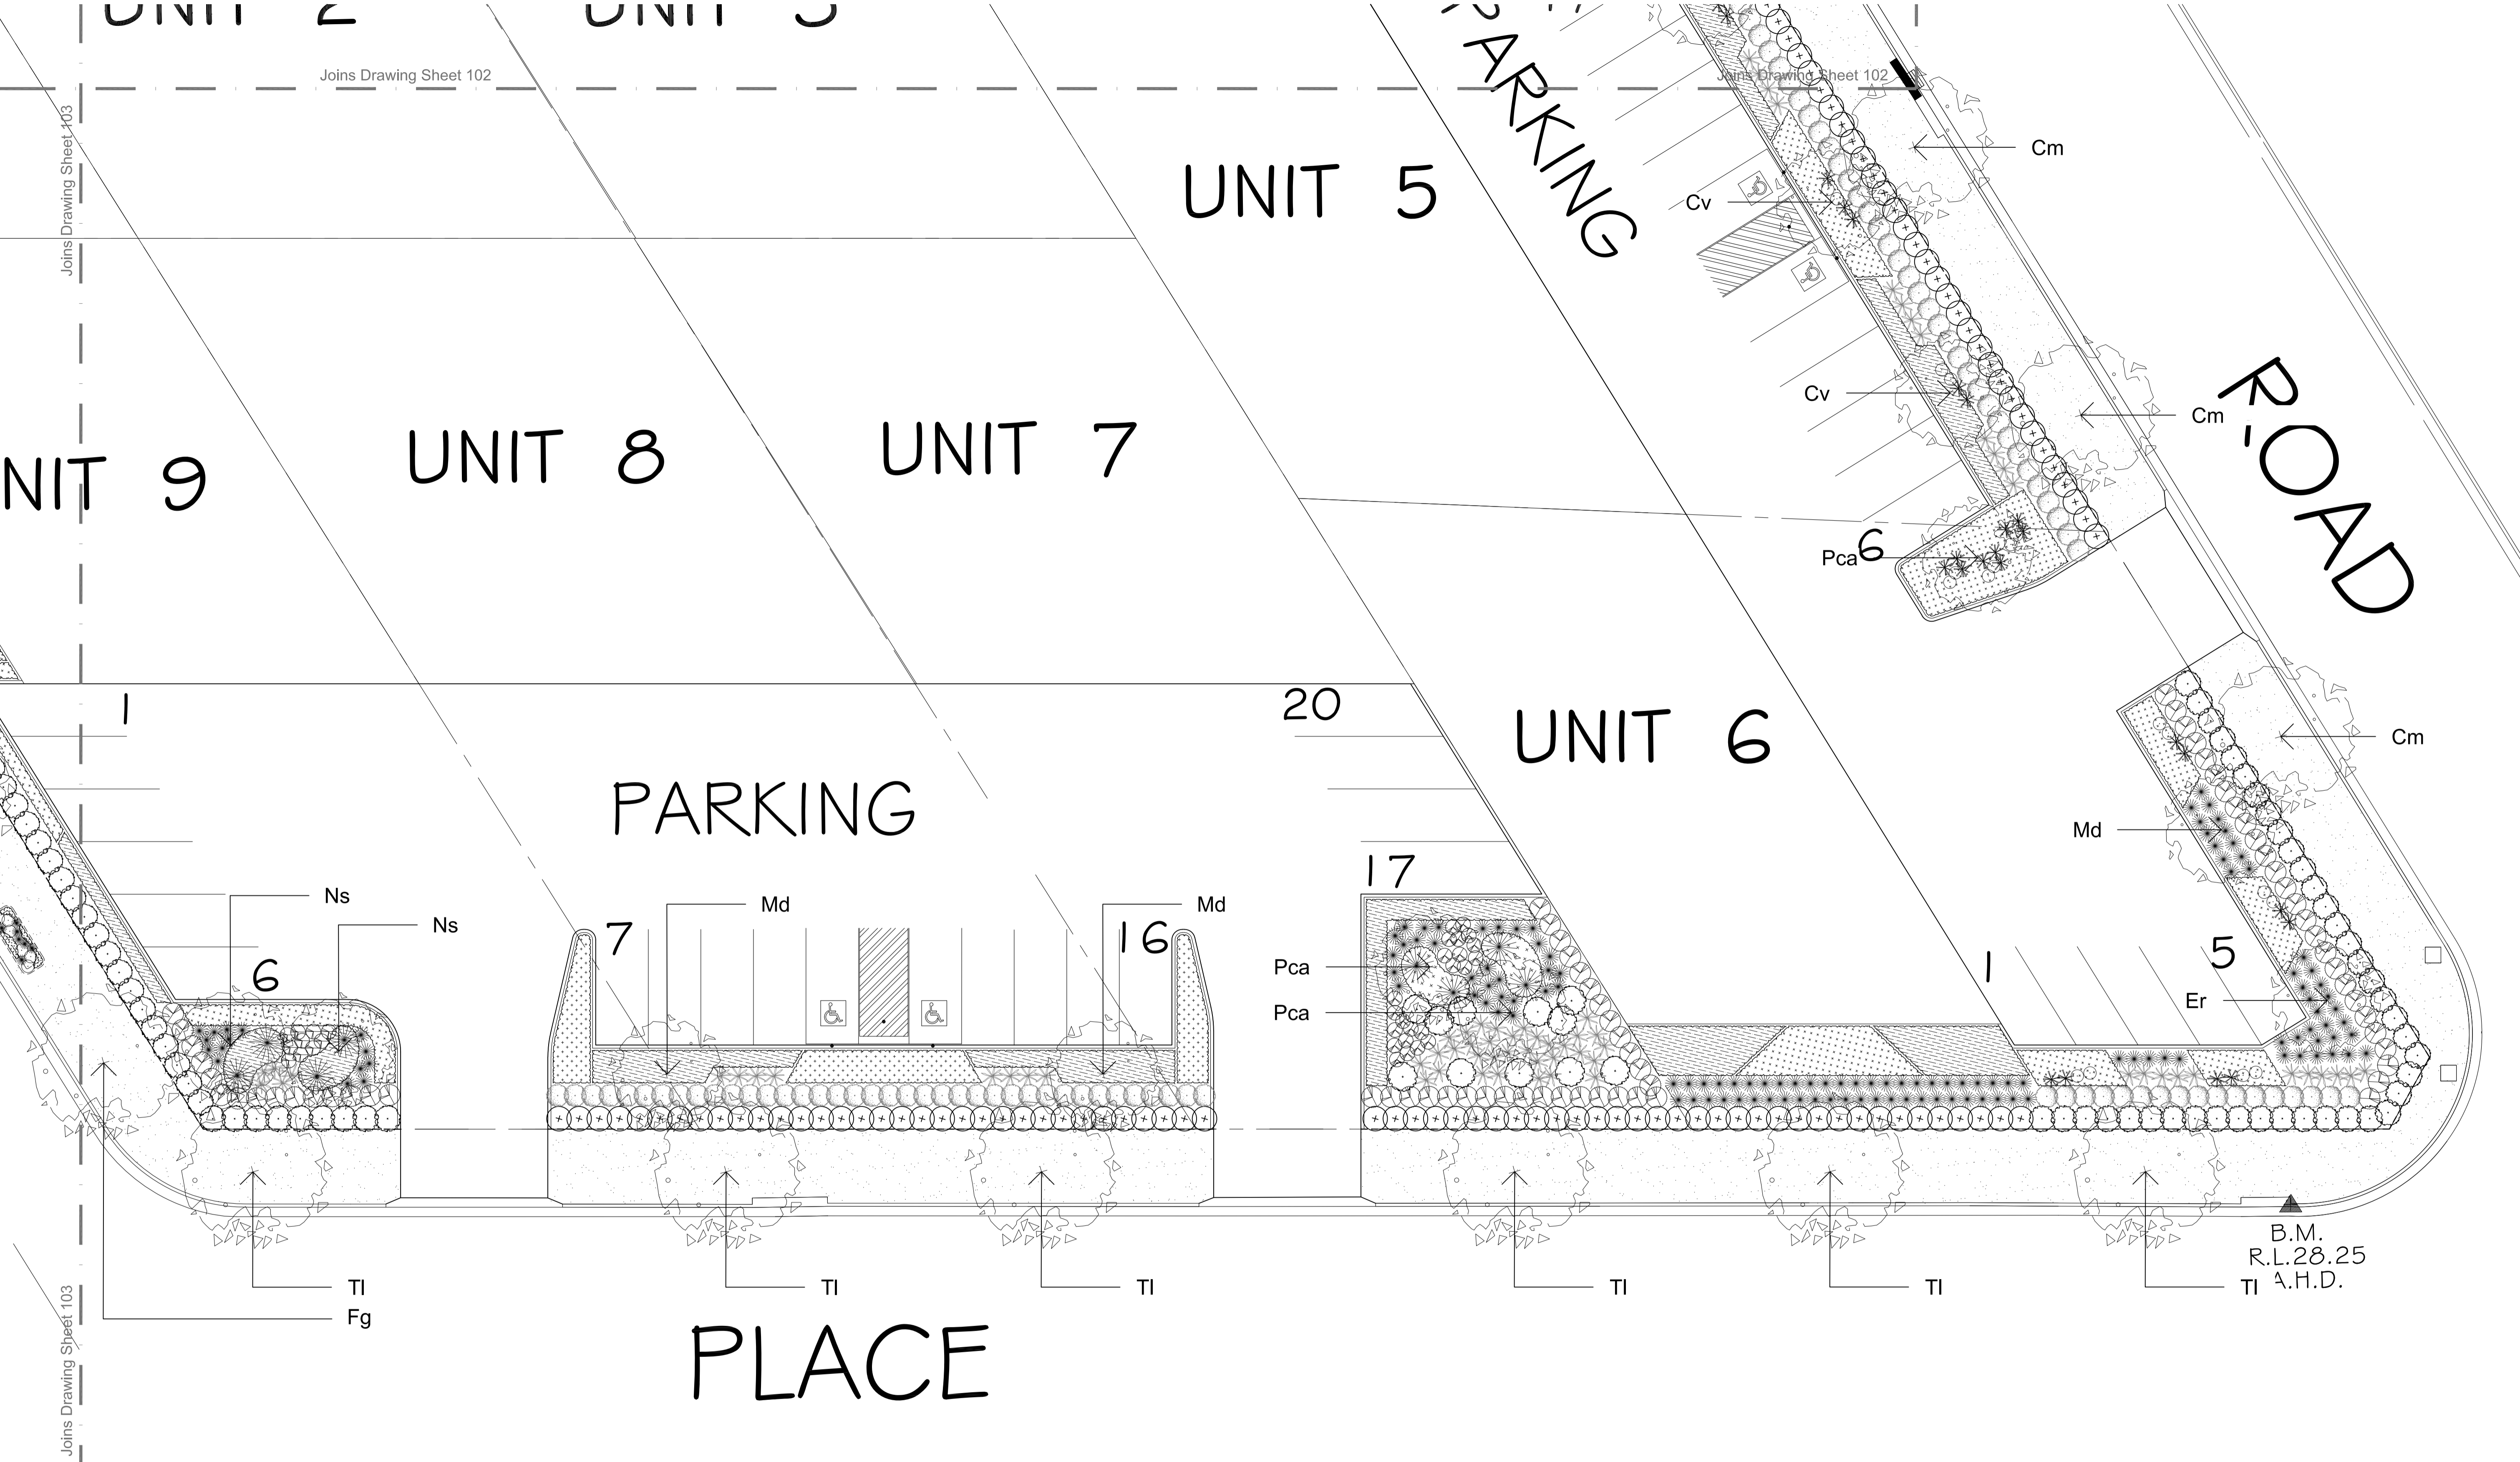 UNIT 2
UNIT 3
Joins Drawing Sheet 102
Joins Drawing Sheet 102
Joins Drawing Sheet 103
PARKING
Cm
UNIT 5
Cv
Cv
Cm
ROAD
UNIT 8
UNIT 7
NIT 9
Pca
6
1
20
UNIT 6
Cm
PARKING
Md
17
Ns
Md
Md
Ns
7
16
6
Pca
1
5
Er
Pca
Tl
Tl
Tl
Tl
Tl
Tl
Fg
B.M.
R.L.28.25
A.H.D.
PLACE
Joins Drawing Sheet 103